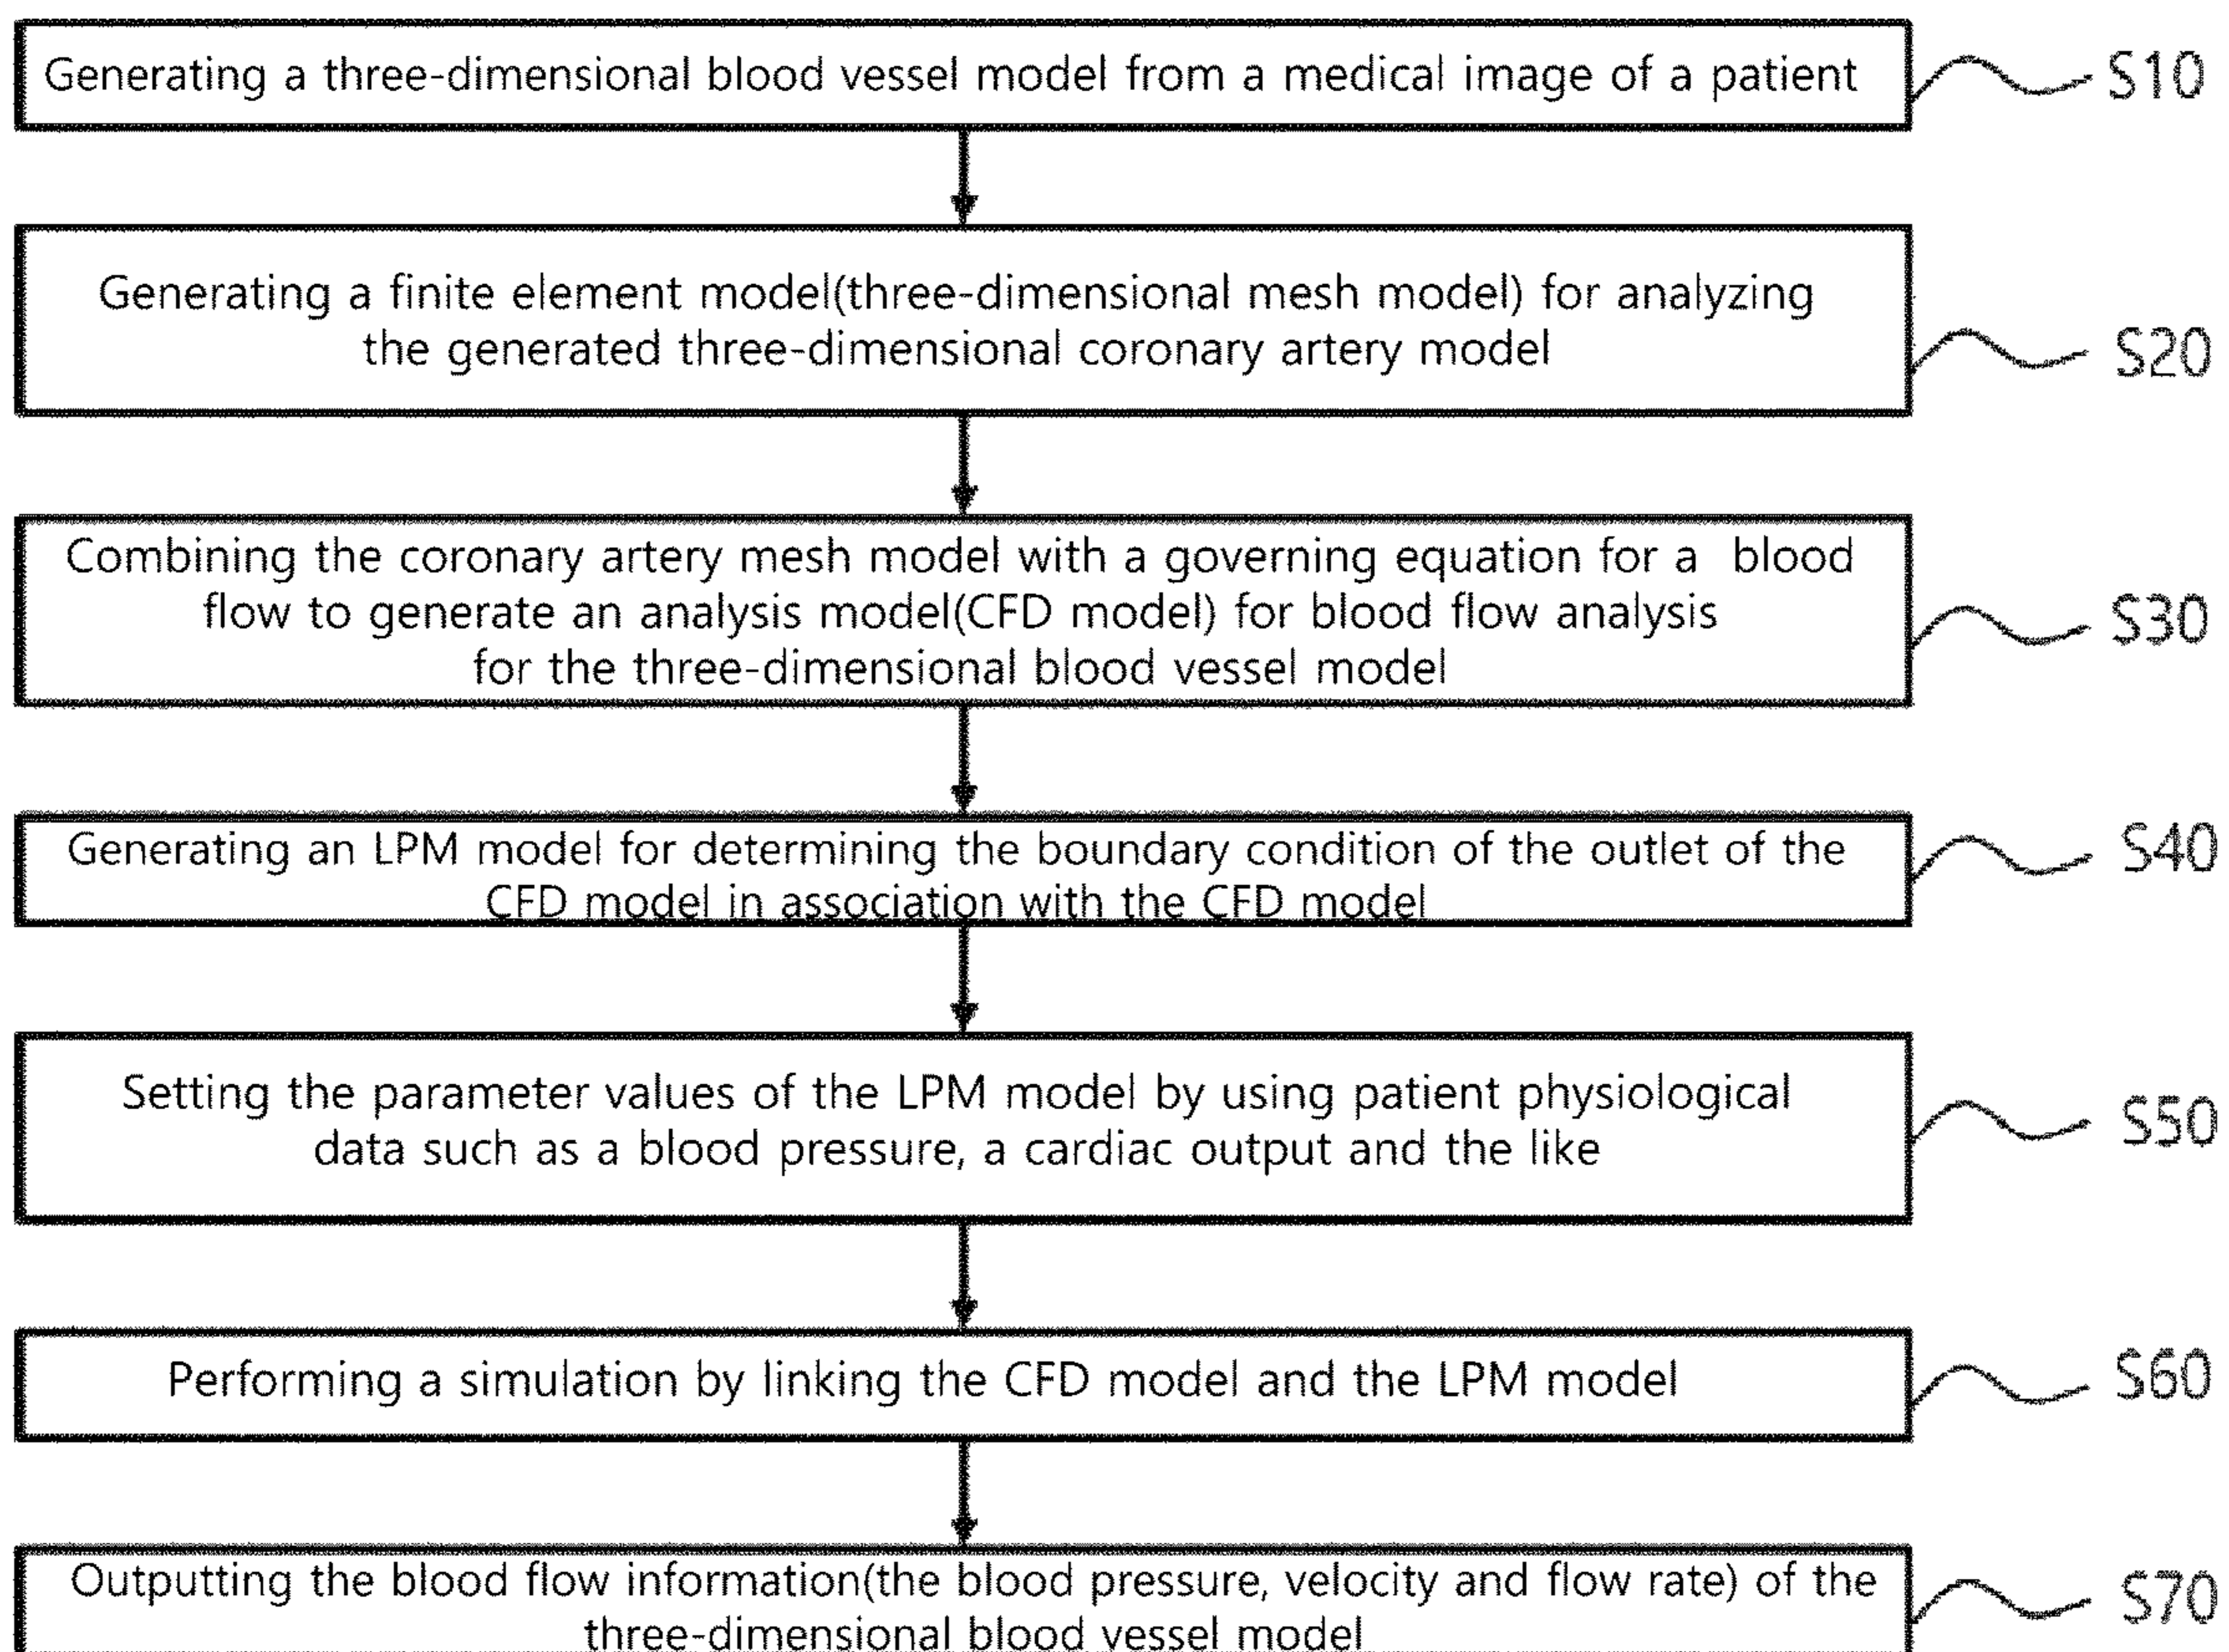 Generating a three-dimensional blood vessel model from a medical image of a patient
S10
Generating a finite element model(three-dimensional mesh model) for analyzing
the generated three-dimensional coronary artery model
S20
Combining the coronary artery mesh model with a governing equation for a blood
flow to generate an analysis model(CFD model) for blood flow analysis
for the three-dimensional blood vessel model
S30
Generating an LPM model for determining the boundary condition of the outlet of the
CFD model in association with the CFD model
S40
Setting the parameter values of the LPM model by using patient physiological
data such as a blood pressure, a cardiac output and the like
S50
Performing a simulation by linking the CFD model and the LPM model
S60
Outputting the blood flow information(the blood pressure, velocity and flow rate) of the
three-dimensional blood vessel model
S70